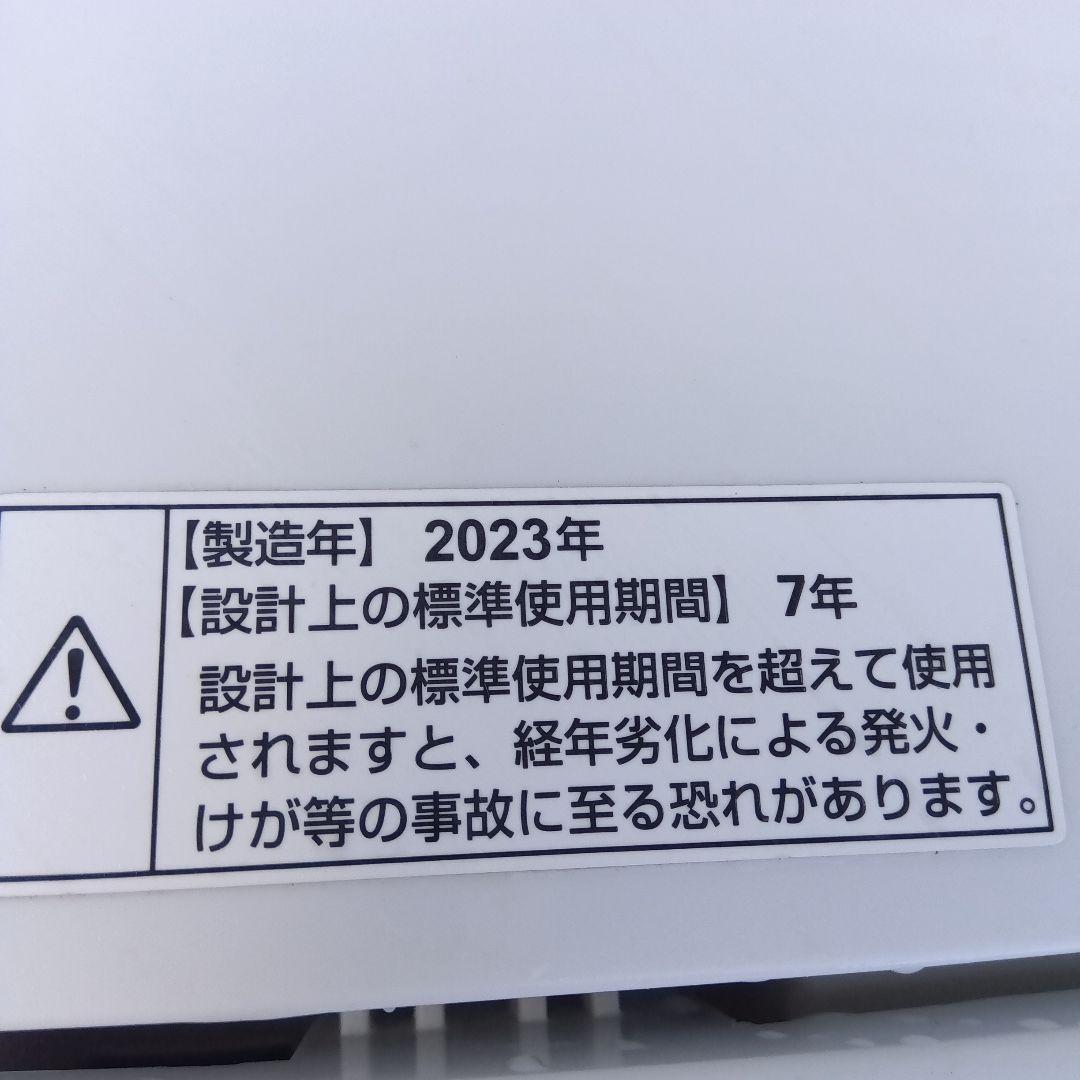 【製造年】 2023年
【設計上の標準使用期間】 7年
設計上の標準使用期間を超えて使用
されますと、経年劣化による発火・
けが等の事故に至る恐れがあります。